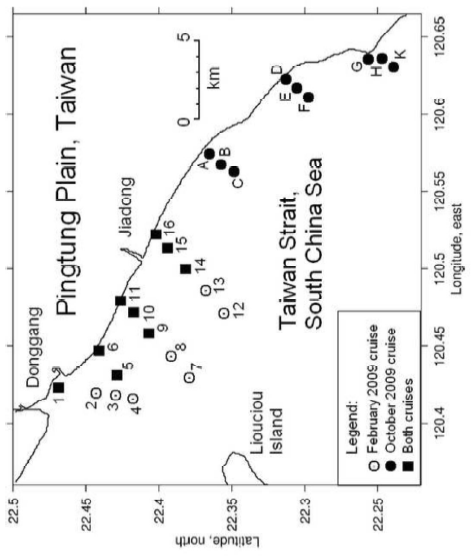 Donggang
Pingtung Plain, Taiwan
Jiadong
0 5
km
1
2
3
4
5
6
7
8
9
10
11
12
13
14
15
16
A
B
C
D
E
F
G
H
K
Liouciou
Island
Taiwan Strait,
South China Sea
Legend:
February 2009 cruise
October 2009 cruise
Both cruises
22.5
22.45
22.4
22.35
22.3
22.25
Latitude, north
120.4 120.45 120.5 120.55 120.6 120.65
Longitude, east